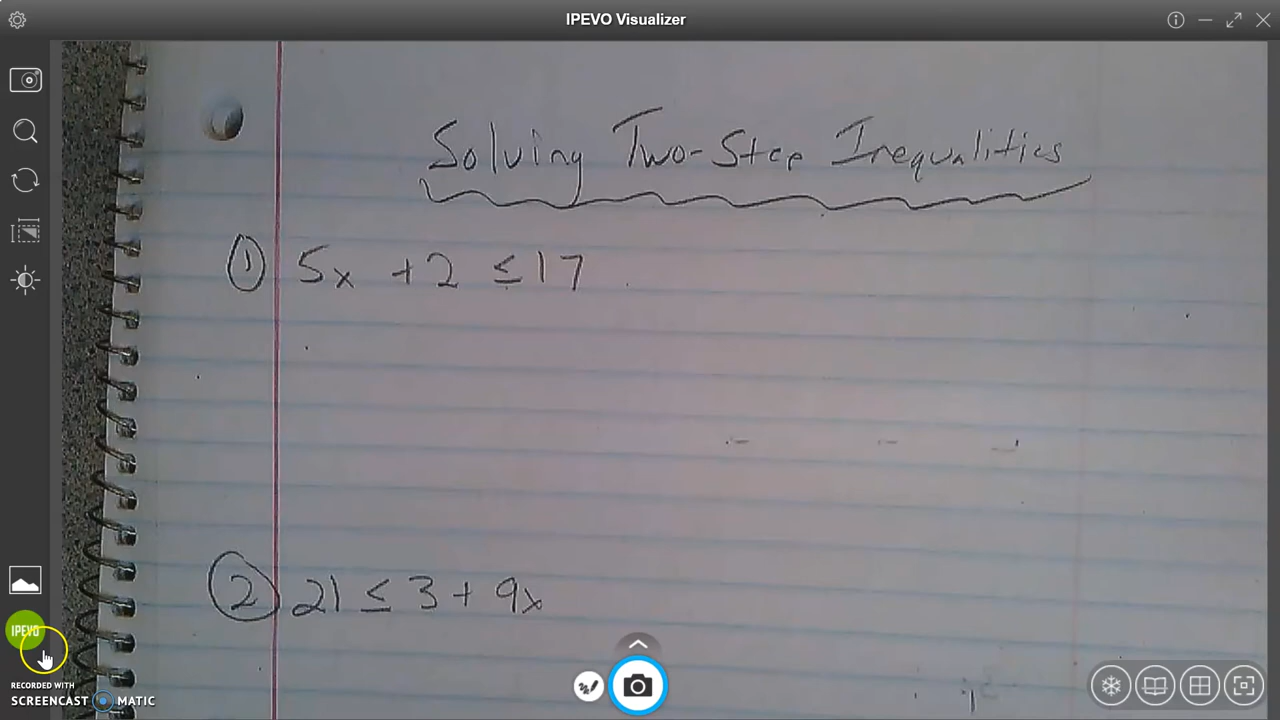 IPEVO Visualizer
Solving Two-Step Inequalities
① 5x + 2 ≤ 17
② 21 ≤ 3 + 9x
IPEVO
RECORDED WITH
SCREENCAST MATIC